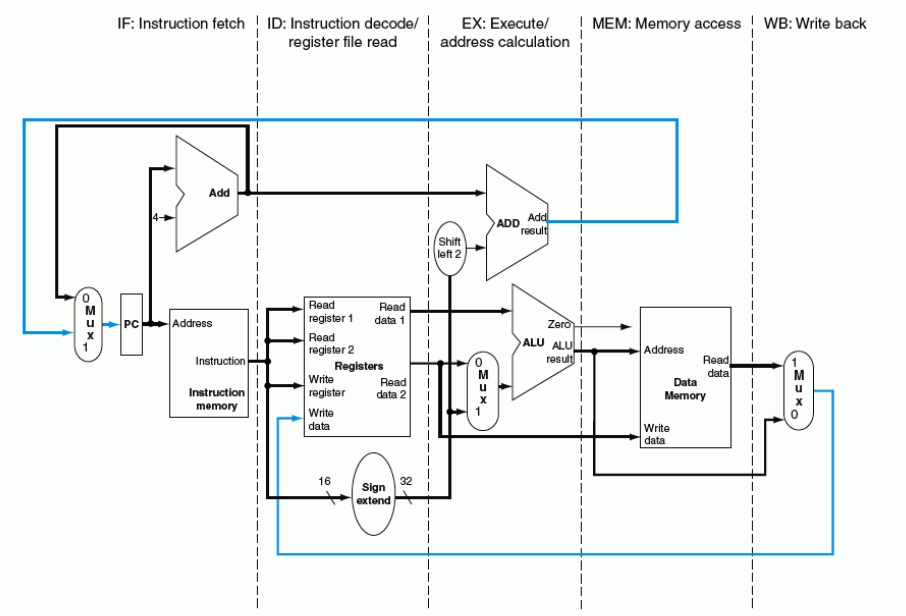 IF: Instruction fetch
ID: Instruction decode/
register file read
EX: Execute/
address calculation
MEM: Memory access
WB: Write back
Add
4
ADD
Add
result
Shift
left 2
0
M
u
x
1
PC
Address
Instruction
Instruction
memory
Read
register 1
Read
data 1
Read
register 2
Registers
Write
register
Read
data 2
Write
data
16
Sign
extend
32
0
M
u
x
1
Zero
ALU
ALU
result
Address
Read
data
Data
Memory
Write
data
1
M
u
x
0